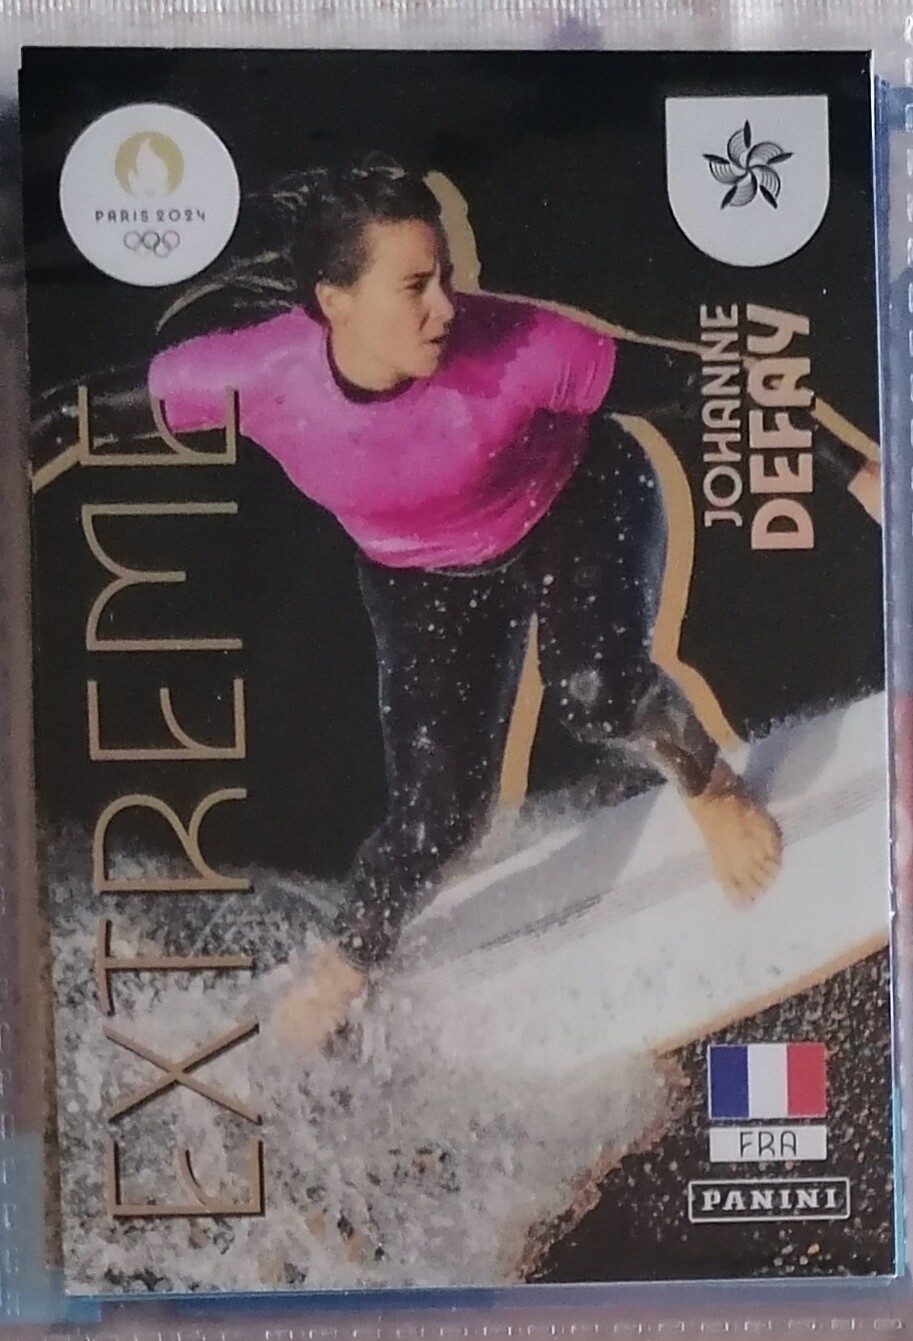 PARIS 2024
JOHANNE
DEFAY
EXTREME
FRA
PANINI